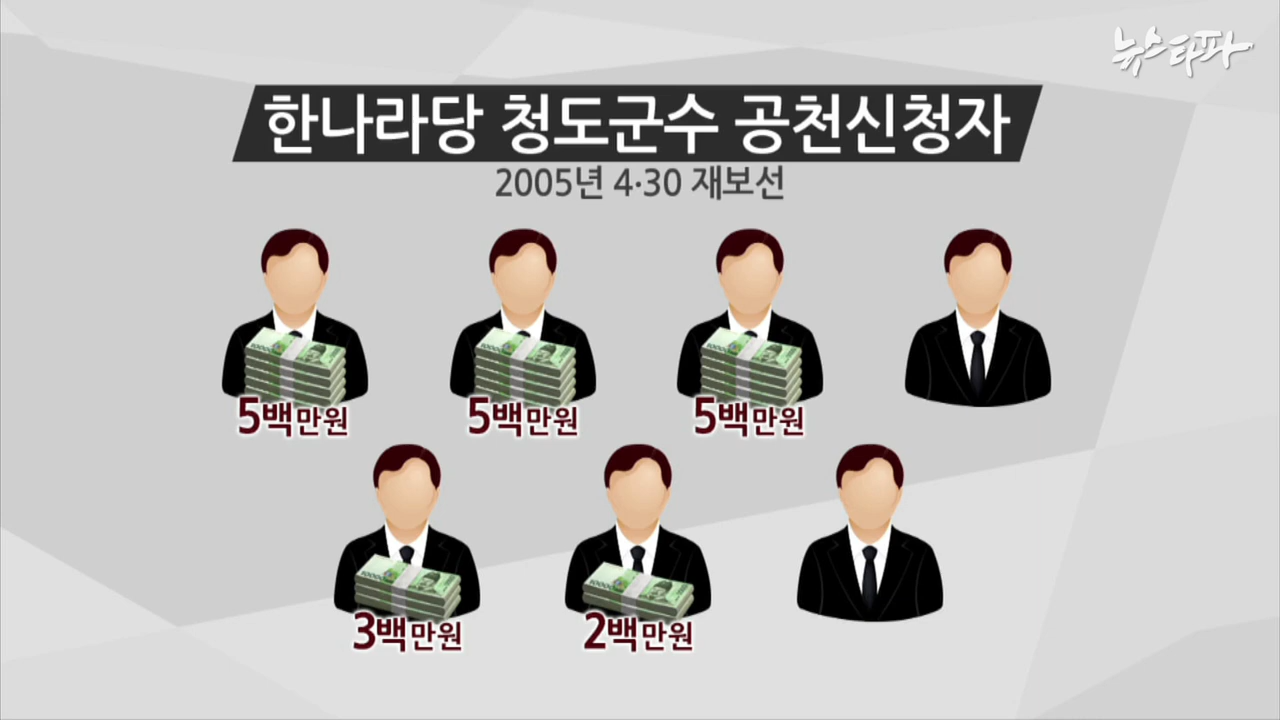 뉴스타파
한나라당 청도군수 공천신청자
2005년 4·30 재보선
5백만원 5백만원 5백만원
3백만원 2백만원